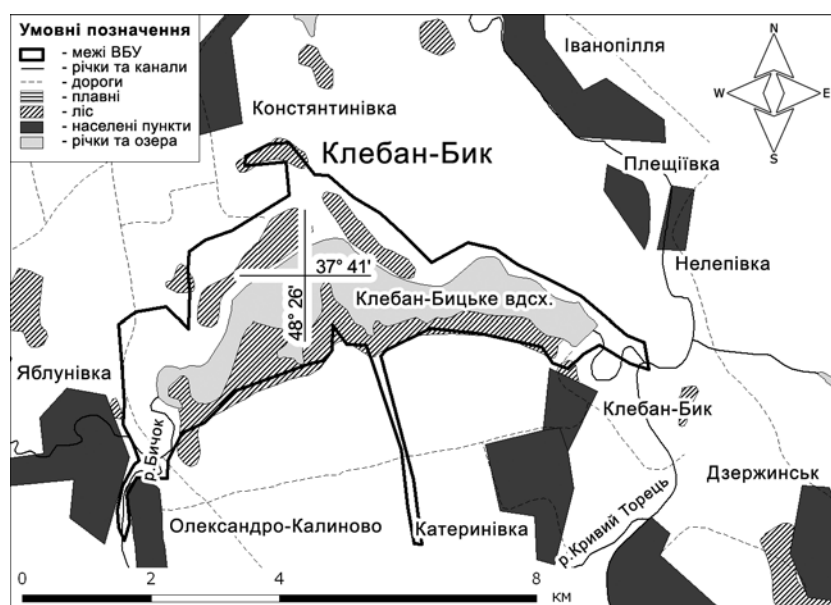 Умовні позначення
- межі ВБУ
- річки та канали
- дороги
- плавні
- ліс
- населені пункти
- річки та озера
Іванопілля
N
W
E
S
Констянтинівка
Клебан-Бик
Плещіївка
Нелепівка
37° 41'
48° 26'
Клебан-Бицьке вдсх.
Яблунівка
Клебан-Бик
р.Бичок
Дзержинськ
Олександро-Калиново
Катеринівка
р.Кривий Торець
0
2
4
8
км